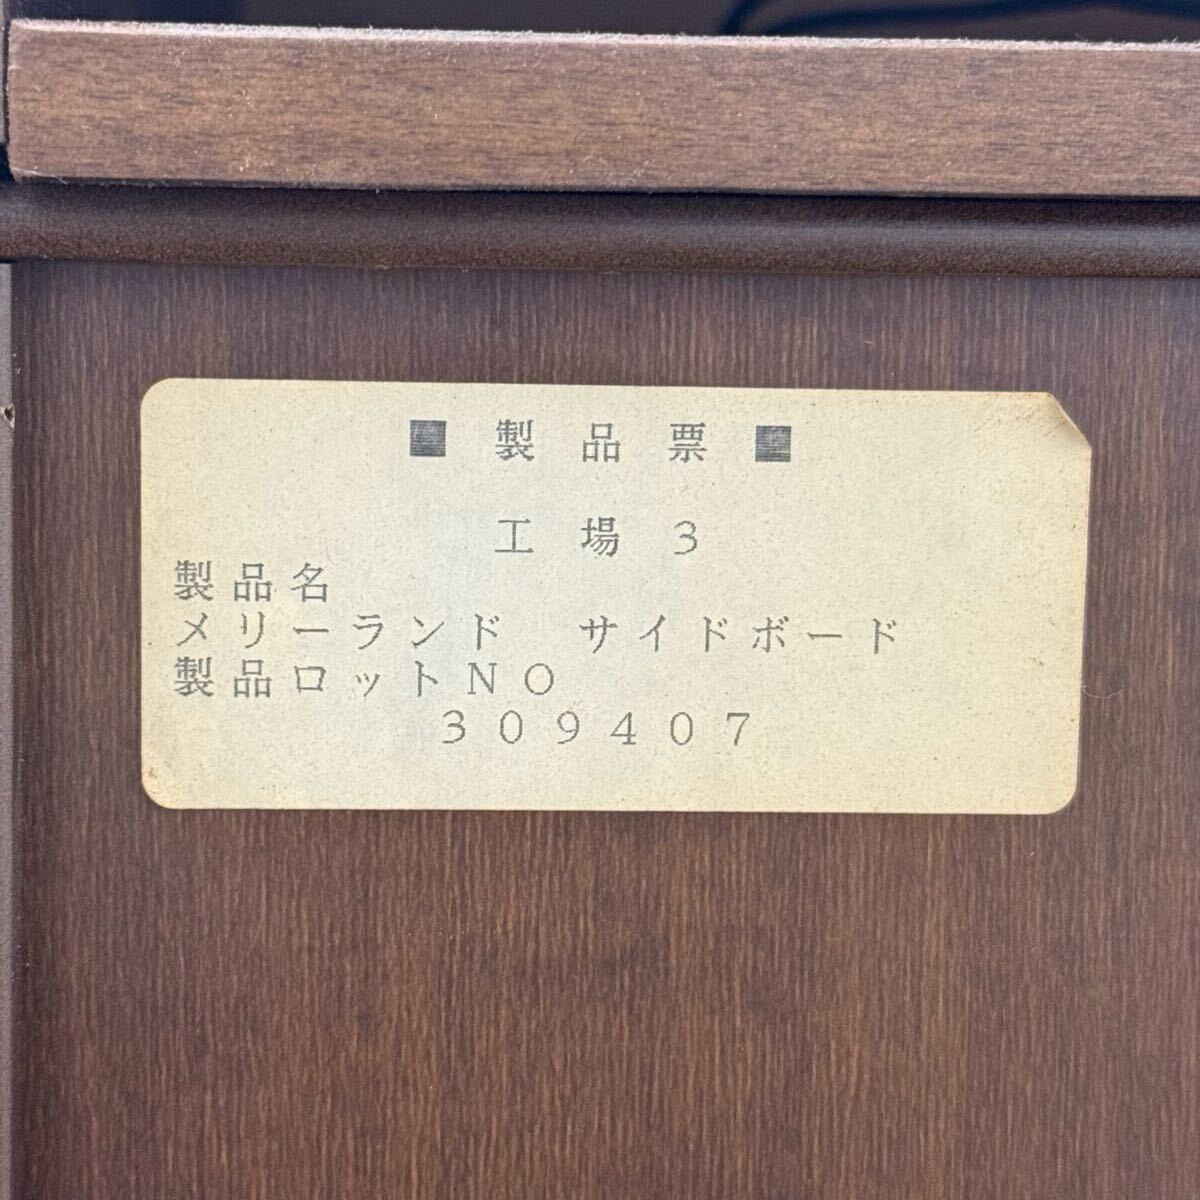 ■ 製品票 ■
工場3
製品名
メリーランド サイドボード
製品ロットNO
309407